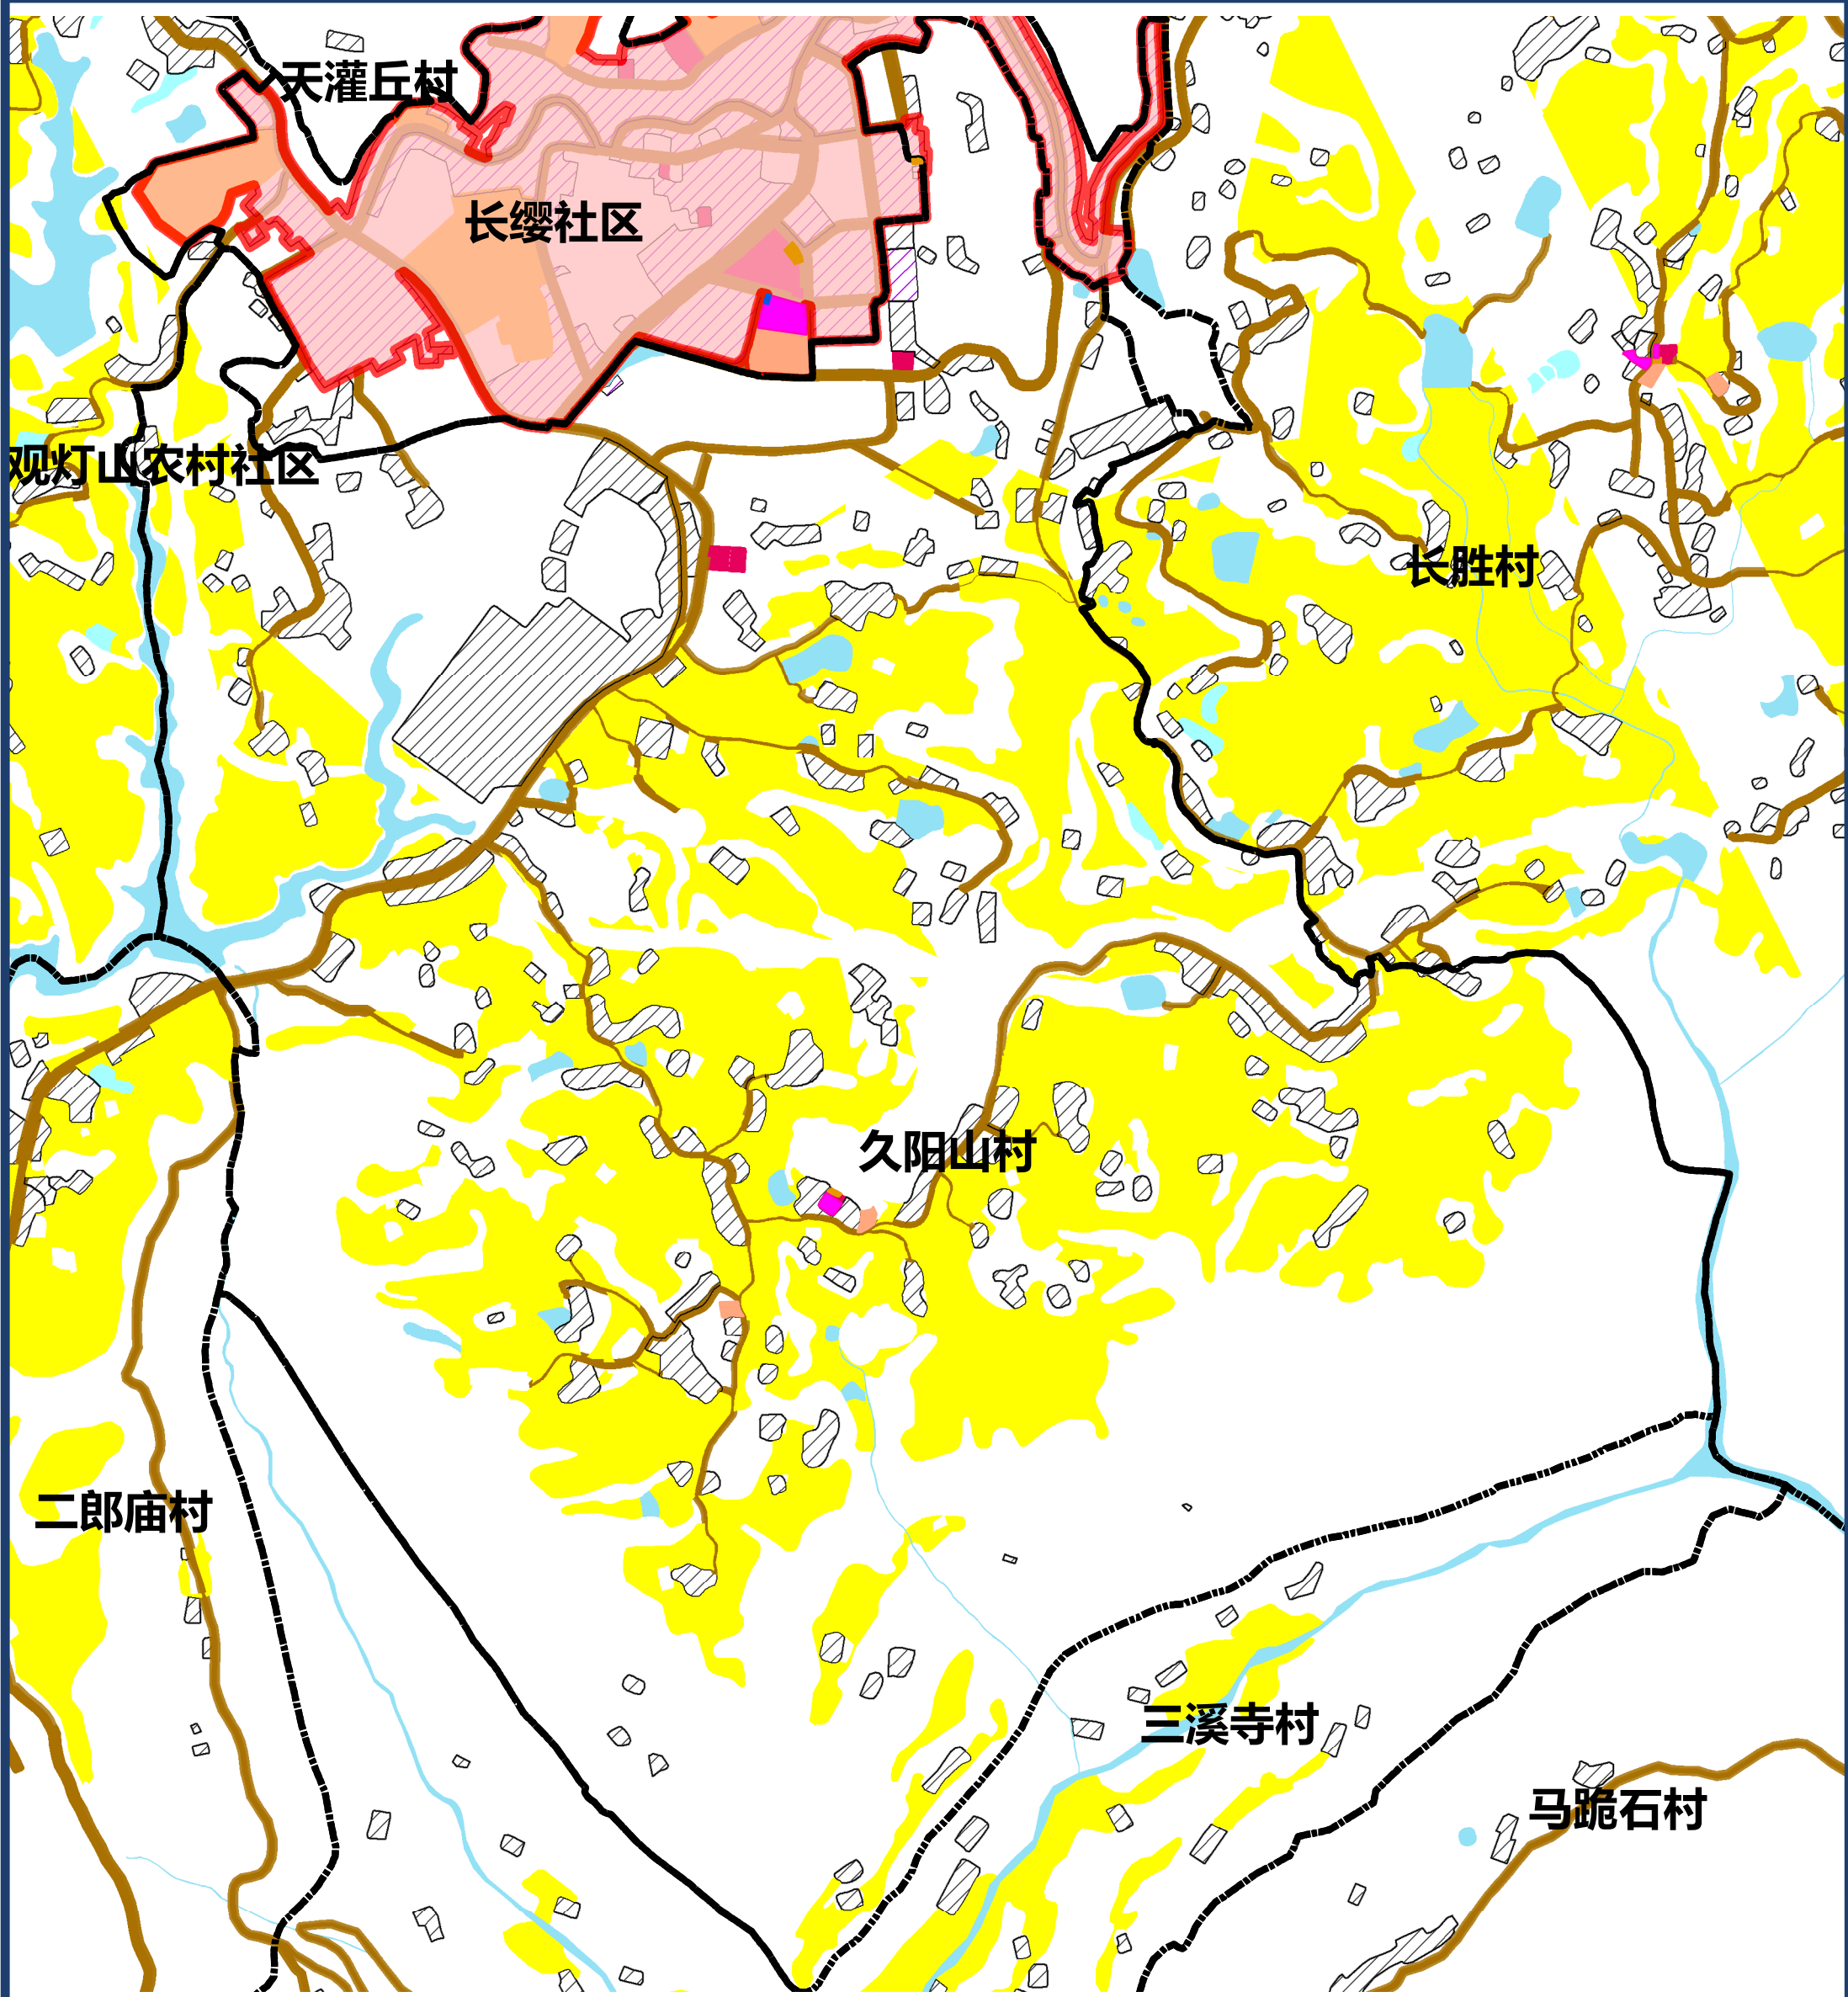 天灌丘村
长缨社区
观灯山农村社区
长胜村
久阳山村
二郎庙村
三溪寺村
马跪石村